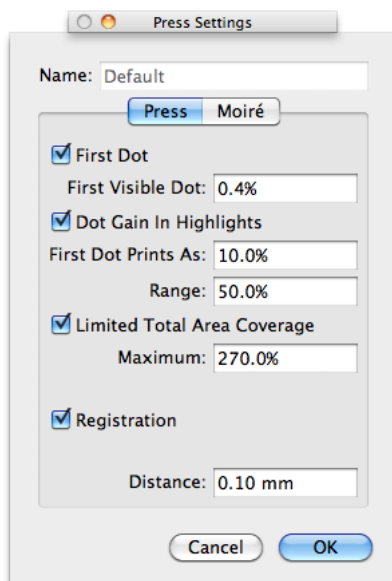 Press Settings
Name: Default
Press Moiré
First Dot
First Visible Dot: 0.4%
Dot Gain In Highlights
First Dot Prints As: 10.0%
Range: 50.0%
Limited Total Area Coverage
Maximum: 270.0%
Registration
Distance: 0.10 mm
Cancel OK